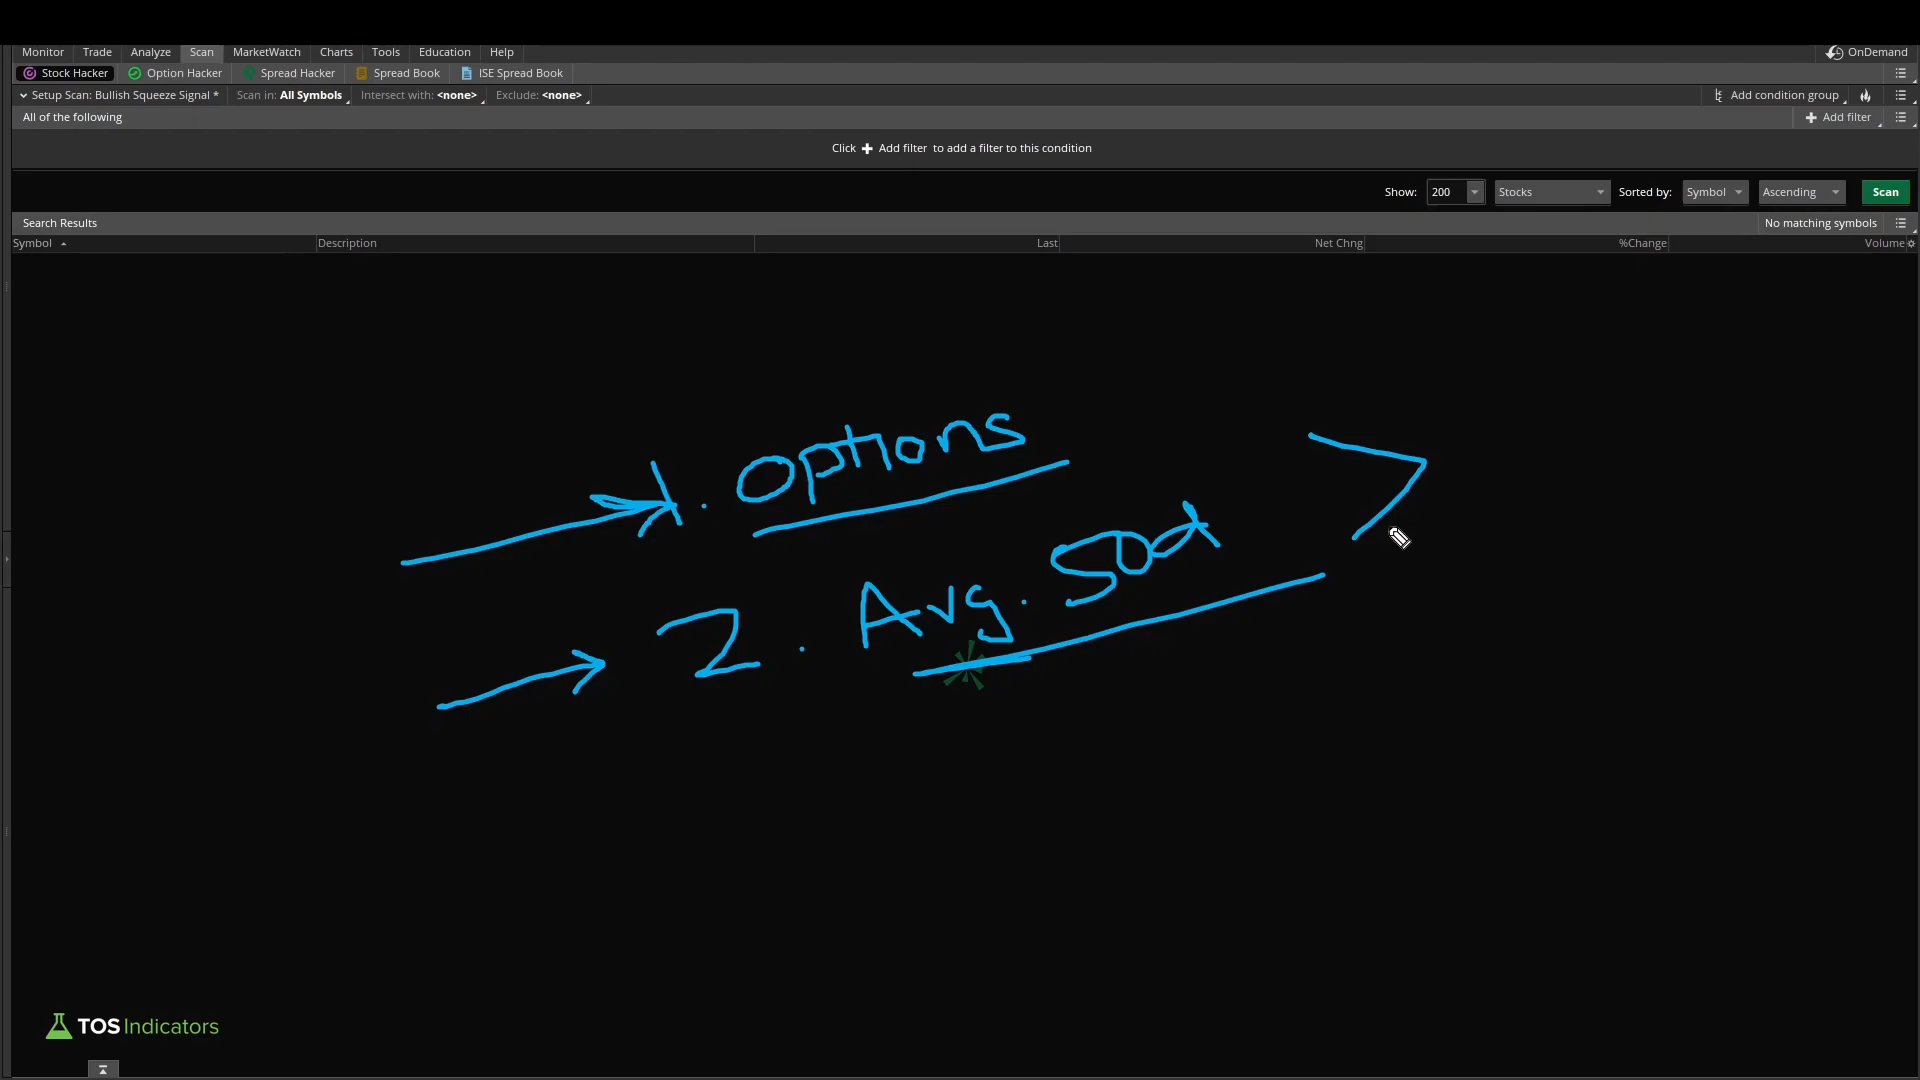 Monitor Trade Analyze Scan MarketWatch Charts Tools Education Help OnDemand
Stock Hacker Option Hacker Spread Hacker Spread Book ISE Spread Book
Setup Scan: Bullish Squeeze Signal * Scan in: All Symbols Intersect with: <none> Exclude: <none> Add condition group
All of the following Add filter
Click + Add filter to add a filter to this condition
Show: 200 Stocks Sorted by: Symbol Ascending Scan
Search Results No matching symbols
Symbol Description Last Net Chng %Change Volume
1. Options
2. Avg. 50d >
TOS Indicators